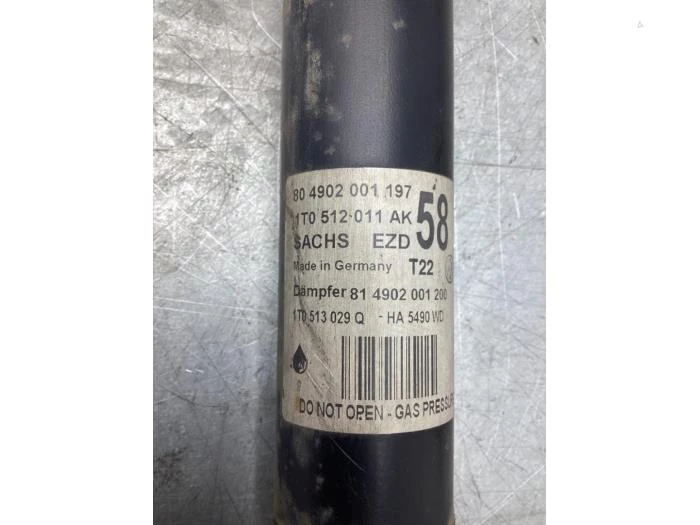 80 4902 001 197
1T0 512 011 AK 58
SACHS EZD
Made in Germany T22
Dämpfer 81 4902 001 200
1T0 513 029 Q - HA 5490 WD
DO NOT OPEN - GAS PRESSURE